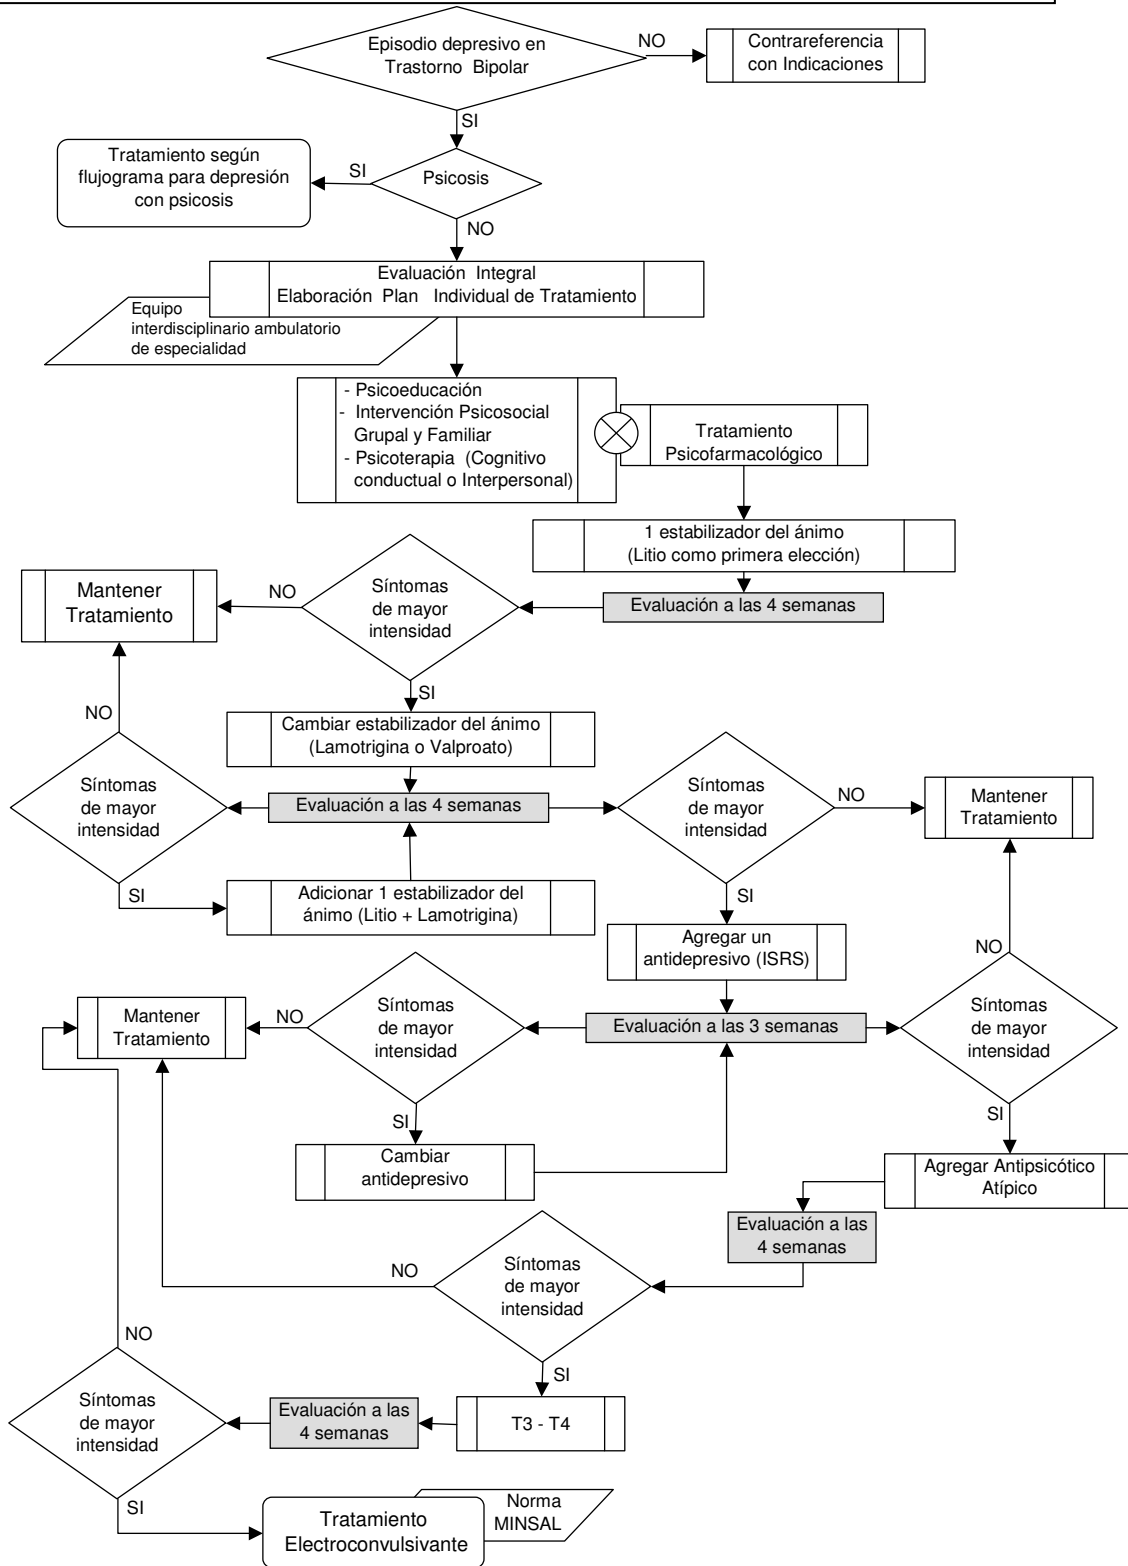 Episodio depresivo en
Trastorno Bipolar
NO
Contrareferencia
con Indicaciones
SI
Tratamiento según
flujograma para depresión
con psicosis
SI
Psicosis
NO
Evaluación Integral
Elaboración Plan Individual de Tratamiento
Equipo
interdisciplinario ambulatorio
de especialidad
- Psicoeducación
- Intervención Psicosocial
Grupal y Familiar
- Psicoterapia (Cognitivo
conductual o Interpersonal)
Tratamiento
Psicofarmacológico
1 estabilizador del ánimo
(Litio como primera elección)
Mantener
Tratamiento
NO
Síntomas
de mayor
intensidad
Evaluación a las 4 semanas
SI
NO
Cambiar estabilizador del ánimo
(Lamotrigina o Valproato)
Síntomas
de mayor
intensidad
Evaluación a las 4 semanas
Síntomas
de mayor
intensidad
NO
Mantener
Tratamiento
SI
Adicionar 1 estabilizador del
ánimo (Litio + Lamotrigina)
SI
Agregar un
antidepresivo (ISRS)
NO
Mantener
Tratamiento
NO
Síntomas
de mayor
intensidad
Evaluación a las 3 semanas
Síntomas
de mayor
intensidad
SI
Cambiar
antidepresivo
SI
Agregar Antipsicótico
Atípico
Evaluación a las
4 semanas
NO
Síntomas
de mayor
intensidad
NO
SI
Síntomas
de mayor
intensidad
Evaluación a las
4 semanas
T3 - T4
SI
Tratamiento
Electroconvulsivante
Norma
MINSAL